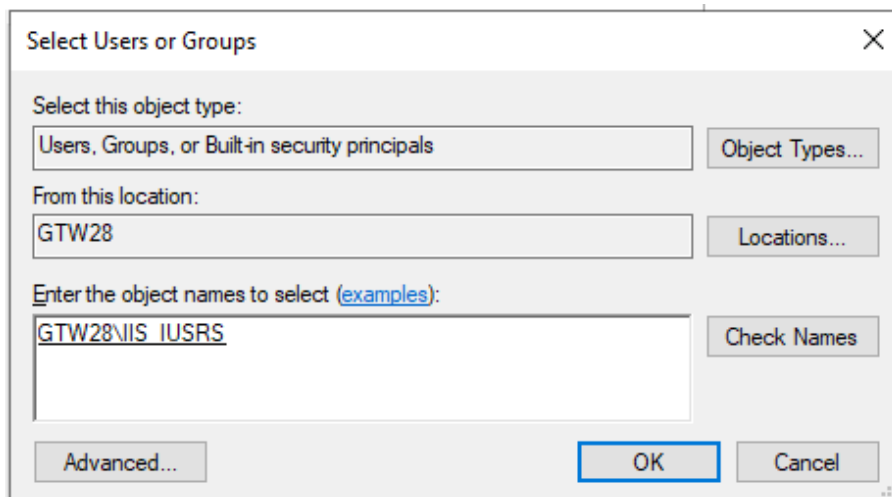 Select Users or Groups
Select this object type:
Users, Groups, or Built-in security principals
Object Types...
From this location:
GTW28
Locations...
Enter the object names to select (examples):
GTW28\IIS_IUSRS
Check Names
Advanced...
OK
Cancel